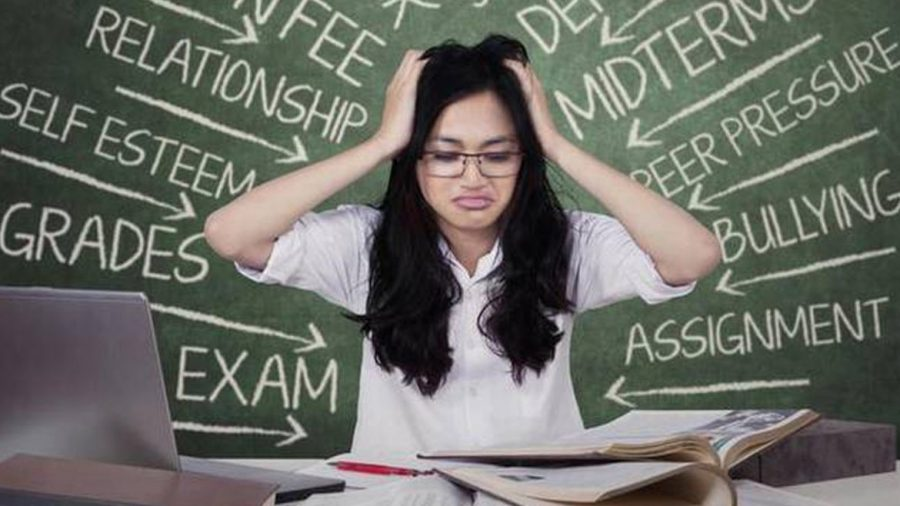 RELATIONSHIP
SELF ESTEEM
GRADES
EXAM
MIDTERMS
PEER PRESSURE
BULLYING
ASSIGNMENT